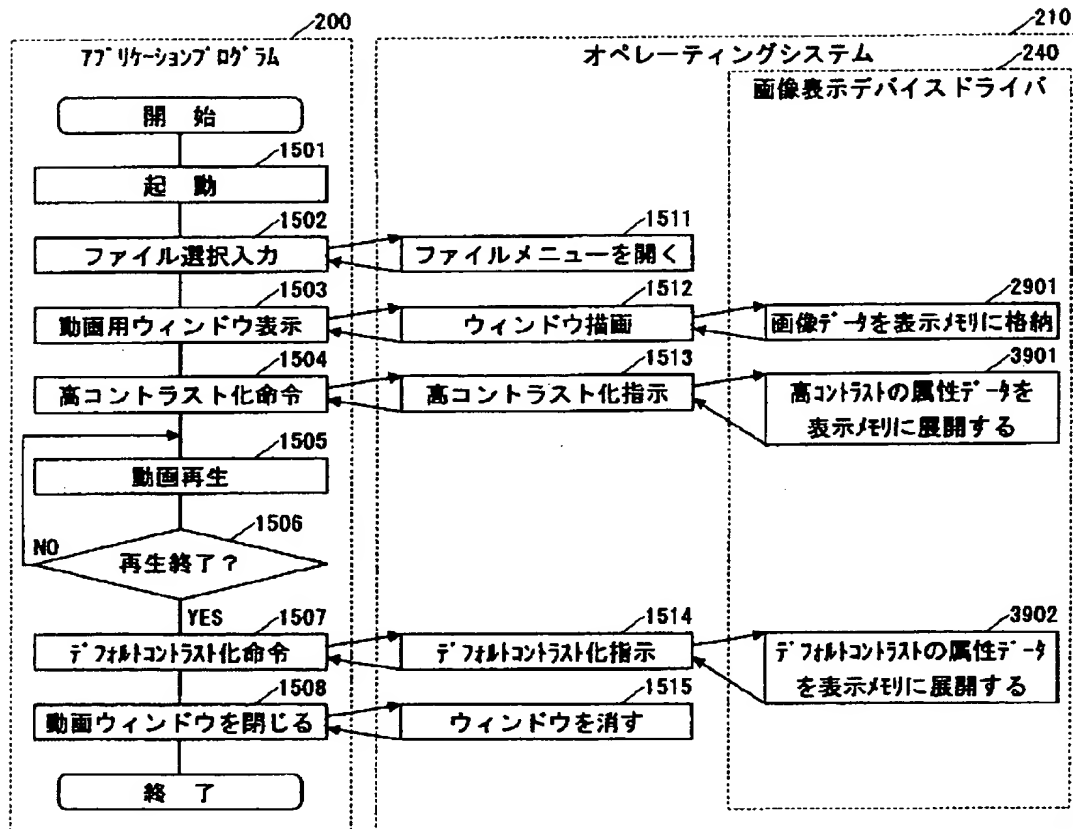 200
アプリケーションプログラム
開 始
1501
起 動
1502
ファイル選択入力
1503
動画用ウィンドウ表示
1504
高コントラスト化命令
1505
動画再生
1506
再生終了?
NO
YES
1507
デフォルトコントラスト化命令
1508
動画ウィンドウを閉じる
終 了
210
オペレーティングシステム
1511
ファイルメニューを開く
1512
ウィンドウ描画
1513
高コントラスト化指示
1514
デフォルトコントラスト化指示
1515
ウィンドウを消す
240
画像表示デバイスドライバ
2901
画像データを表示メモリに格納
3901
高コントラストの属性データを
表示メモリに展開する
3902
デフォルトコントラストの属性データ
を表示メモリに展開する